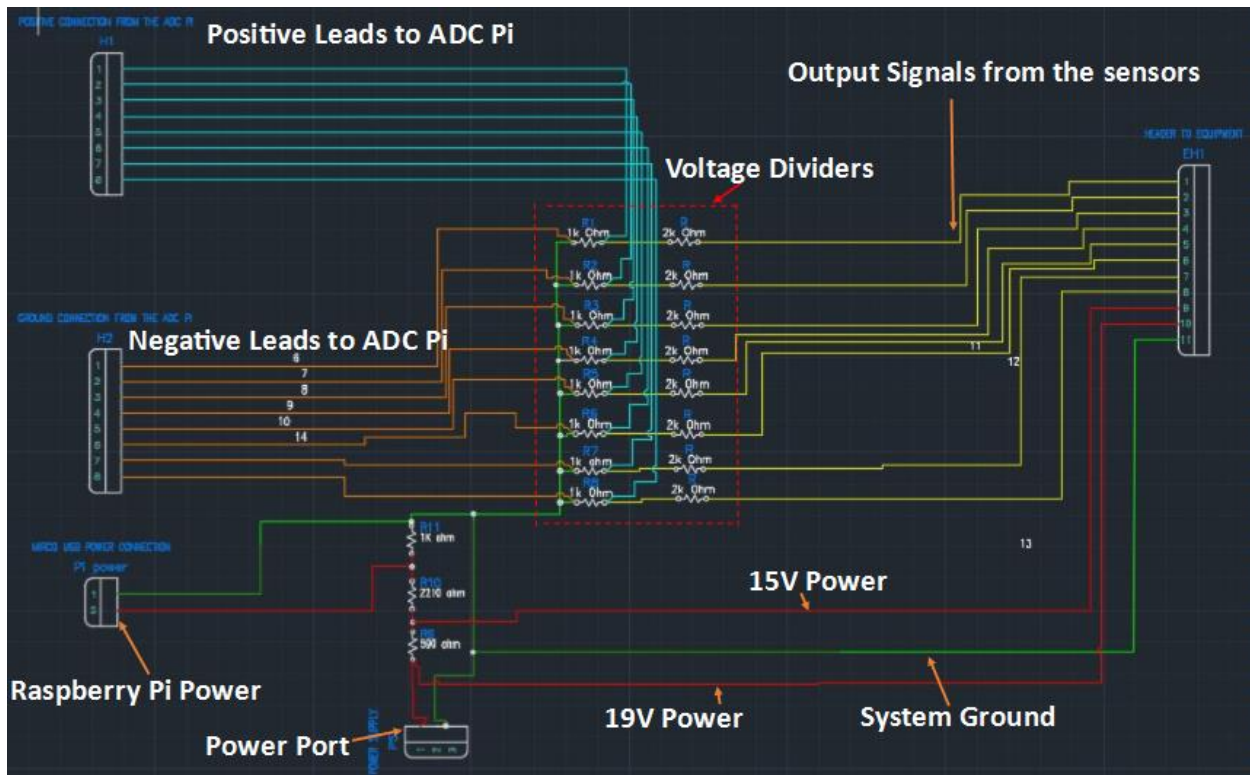 POSITIVE CONNECTION FROM THE ADC PI
Positive Leads to ADC Pi
H1
1
2
3
4
5
6
7
8
Output Signals from the sensors
HEADER TO EQUIPMENT
EH1
1
2
3
4
5
6
7
8
9
10
11
Voltage Dividers
R1
1k Ohm
R
2k Ohm
R2
1k Ohm
R
2k Ohm
R3
1k Ohm
R
2k Ohm
R4
1k Ohm
R
2k Ohm
R5
1k Ohm
R
2k Ohm
R6
1k Ohm
R
2k Ohm
R7
1k ohm
R
2k Ohm
R8
1k Ohm
R
2k Ohm
GROUND CONNECTION FROM THE ADC PI
Negative Leads to ADC Pi
H2
1
2
3
4
5
6
7
8
6
7
8
9
10
14
11
12
13
R11
1K ohm
R10
2210 ohm
R9
890 ohm
POWER CONNECTION
Pi power
1
15V Power
Raspberry Pi Power
19V Power
System Ground
Power Port
POWER SUPPLY
1 2 3